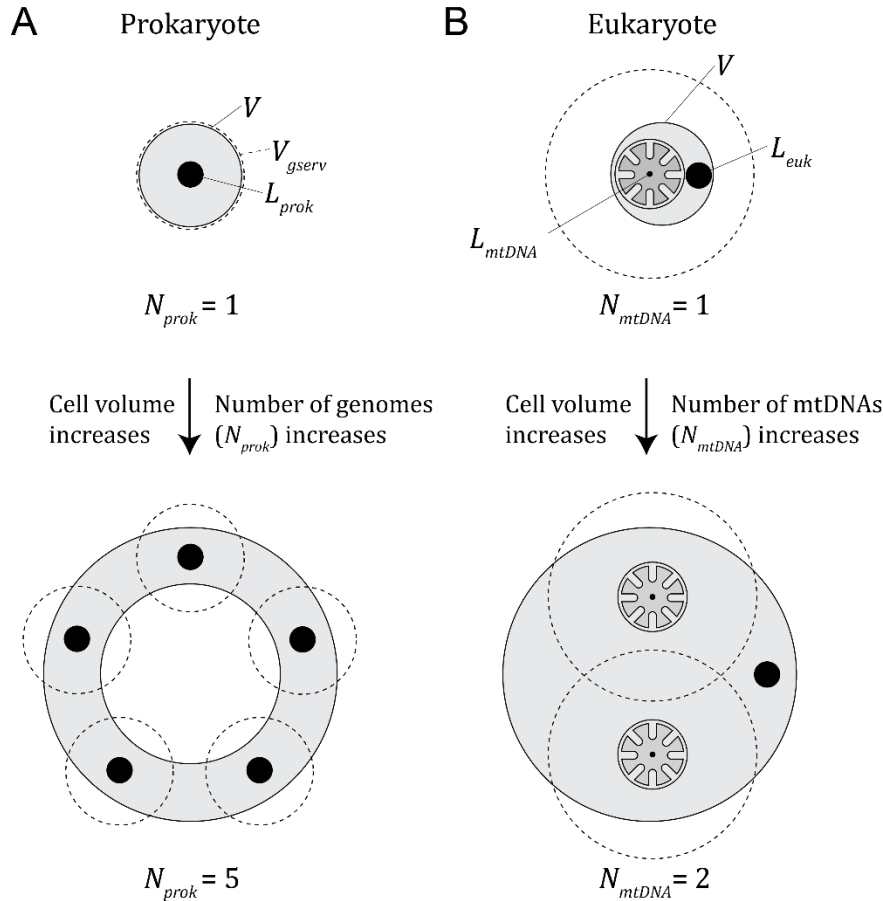 A
Prokaryote
V
V_gserv
L_prok
N_prok = 1
Cell volume
increases
Number of genomes
(N_prok) increases
N_prok = 5
B
Eukaryote
V
L_euk
L_mtDNA
N_mtDNA = 1
Cell volume
increases
Number of mtDNAs
(N_mtDNA) increases
N_mtDNA = 2